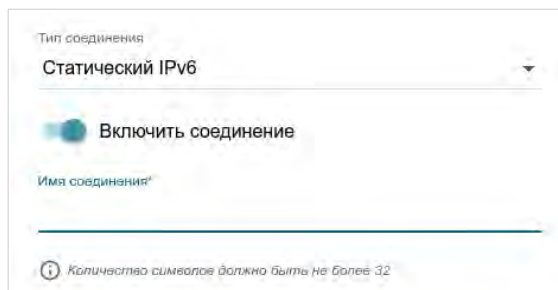 Тип соединения
Статический IPv6
Включить соединение
Имя соединения*
Количество символов должно быть не более 32